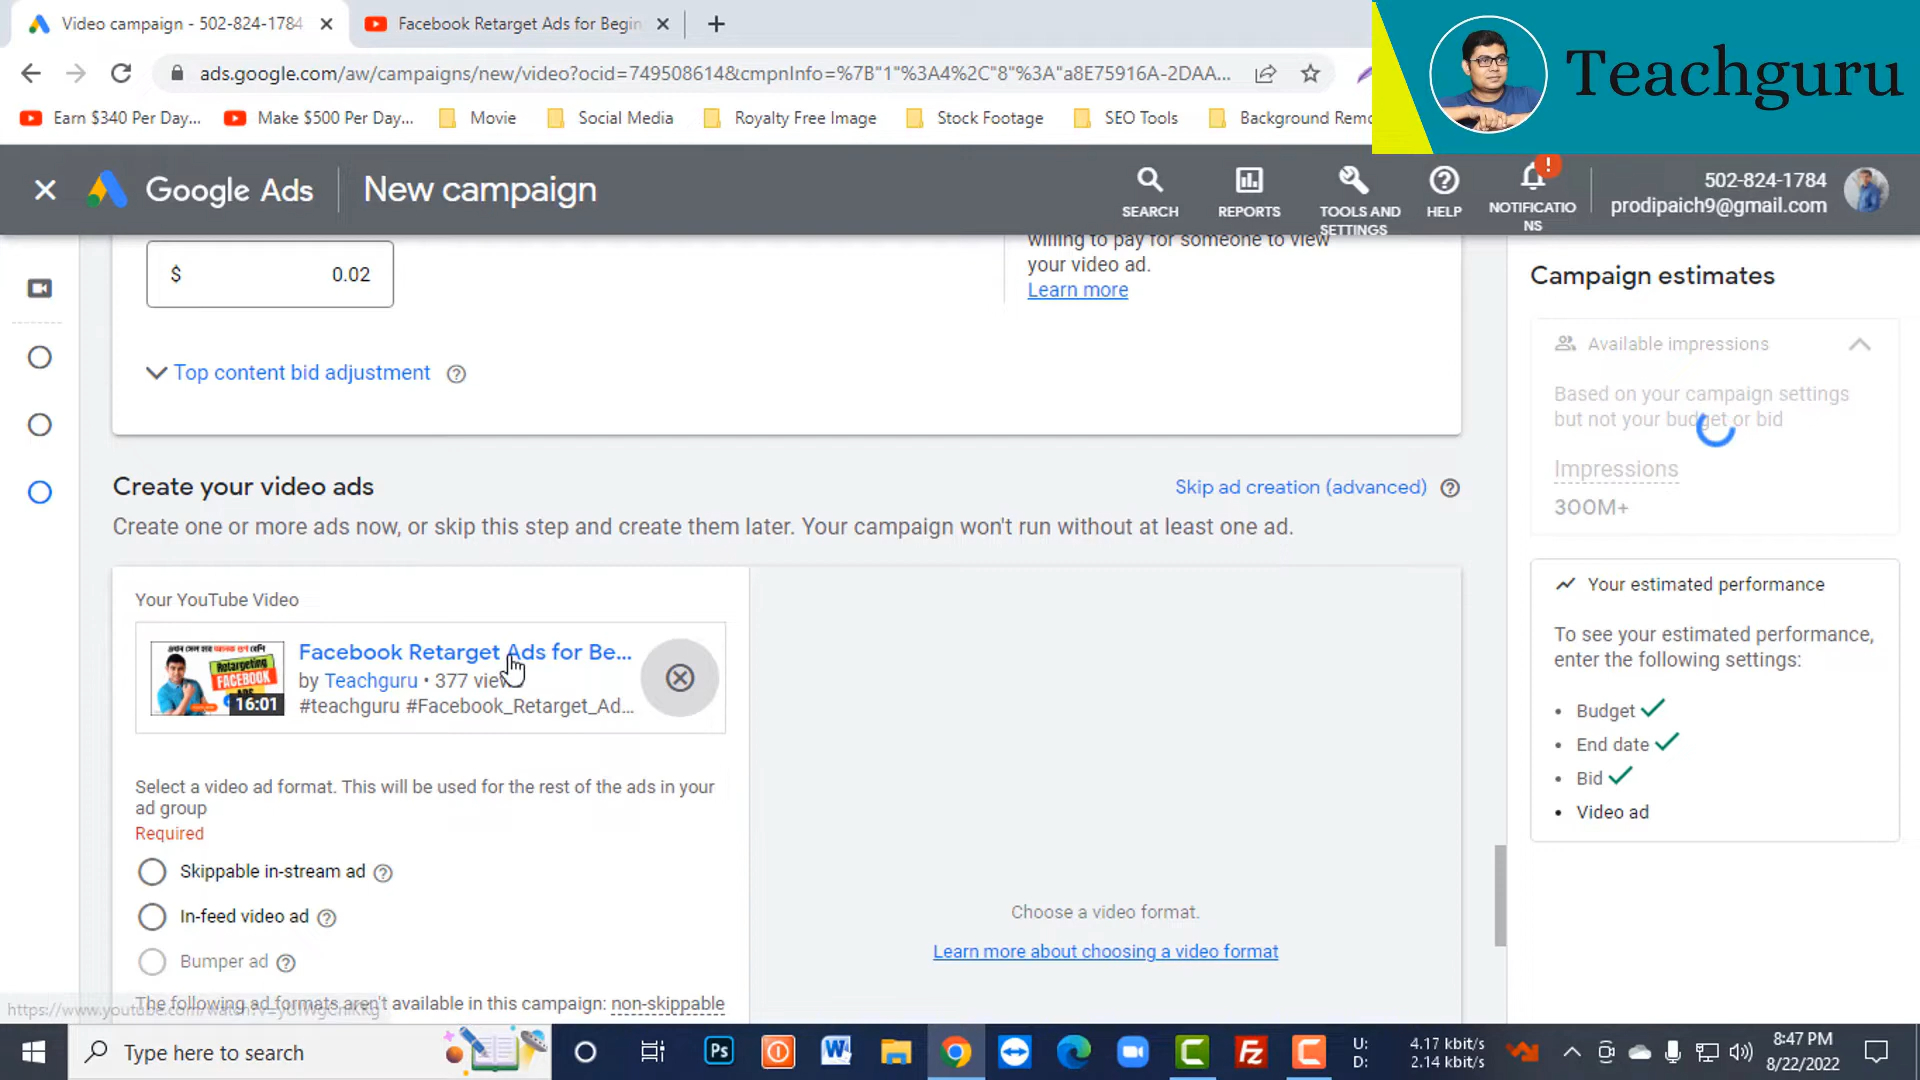 Video campaign - 502-824-1784
Facebook Retarget Ads for Begin
ads.google.com/aw/campaigns/new/video?ocid=749508614&cmpnInfo=%7B"1"%3A4%2C"8"%3A"a8E75916A-2DAA...
Earn $340 Per Day...
Make $500 Per Day...
Movie
Social Media
Royalty Free Image
Stock Footage
SEO Tools
Background Remo
Teachguru
Google Ads
New campaign
SEARCH
REPORTS
TOOLS AND SETTINGS
HELP
NOTIFICATIO
NS
502-824-1784
prodipaich9@gmail.com
willing to pay for someone to view
your video ad.
Learn more
$ 0.02
Top content bid adjustment
Campaign estimates
Available impressions
Based on your campaign settings
but not your budget or bid
Impressions
300M+
Create your video ads
Skip ad creation (advanced)
Create one or more ads now, or skip this step and create them later. Your campaign won't run without at least one ad.
Your YouTube Video
Retargeting
FACEBOOK
ADS
16:01
Facebook Retarget Ads for Be...
by Teachguru • 377 view
#teachguru #Facebook_Retarget_Ad...
Select a video ad format. This will be used for the rest of the ads in your
ad group
Required
Skippable in-stream ad
In-feed video ad
Bumper ad
The following ad formats aren't available in this campaign: non-skippable
Choose a video format.
Learn more about choosing a video format
Your estimated performance
To see your estimated performance,
enter the following settings:
• Budget
• End date
• Bid
• Video ad
Type here to search
Ps
U: 4.17 kbit/s
D: 2.14 kbit/s
8:47 PM
8/22/2022